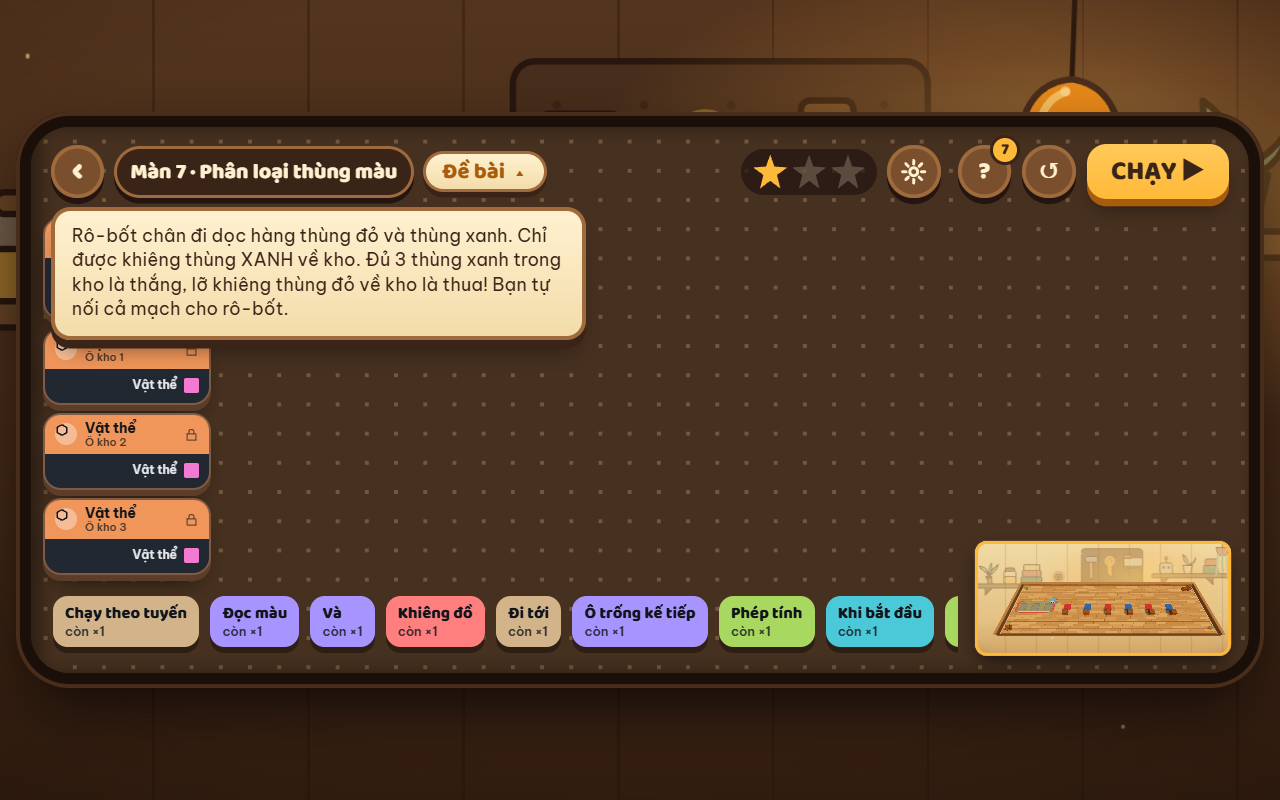 Màn 7 • Phân loại thùng màu
Đề bài ▲
?
7
CHẠY
Rô-bốt chân đi dọc hàng thùng đỏ và thùng xanh. Chỉ
được khiêng thùng XANH về kho. Đủ 3 thùng xanh trong
kho là thắng, lỡ khiêng thùng đỏ về kho là thua! Bạn tự
nối cả mạch cho rô-bốt.
Ô kho 1
Vật thể
Vật thể
Ô kho 2
Vật thể
Vật thể
Ô kho 3
Vật thể
Chạy theo tuyến
còn ×1
Đọc màu
còn ×1
Và
còn ×1
Khiêng đồ
còn ×1
Đi tới
còn ×1
Ô trống kế tiếp
còn ×1
Phép tính
còn ×1
Khi bắt đầu
còn ×1